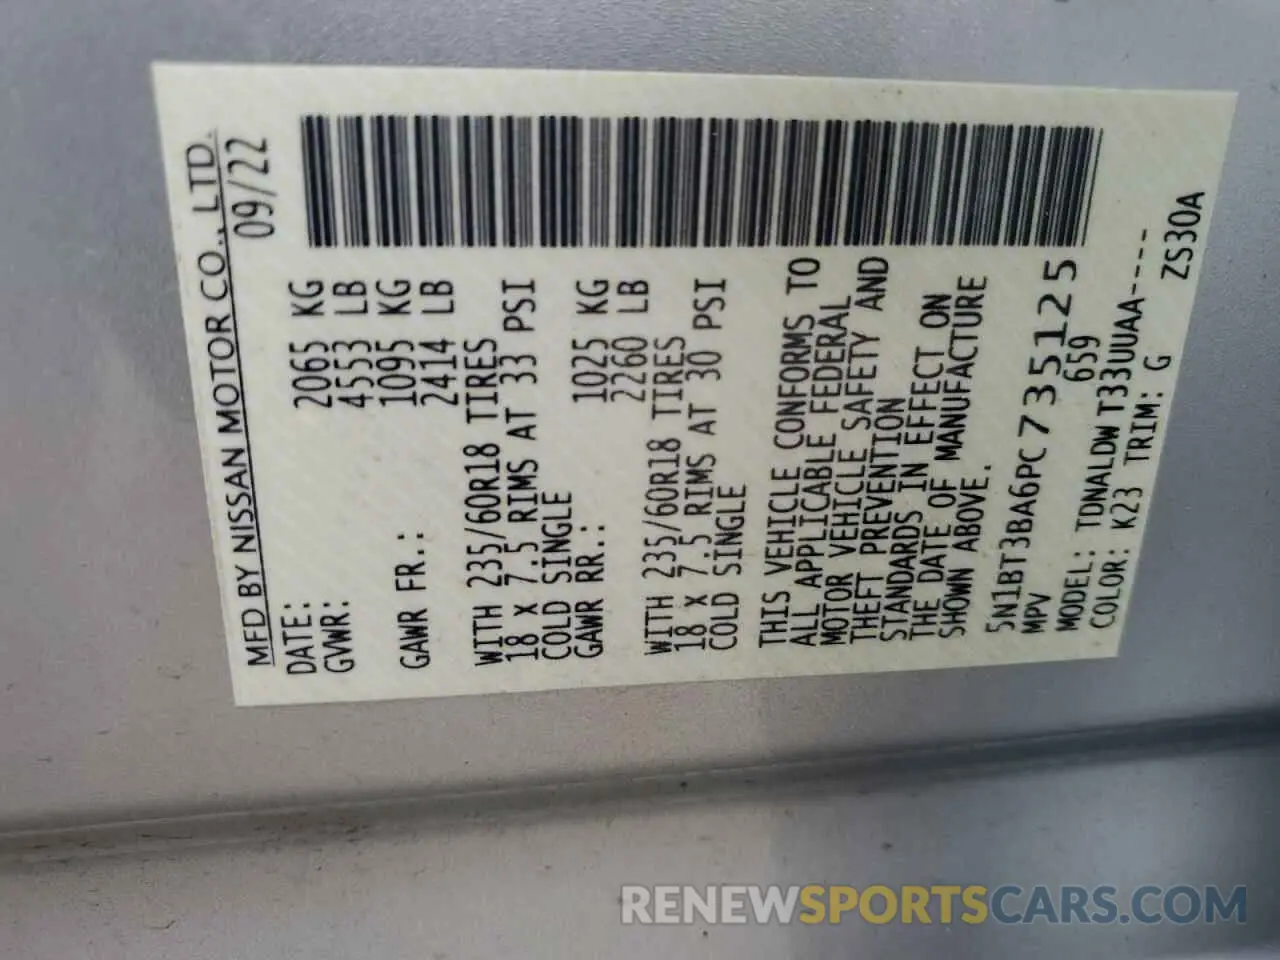 MFD BY NISSAN MOTOR CO., LTD.
DATE: 09/22
GVWR: 2065 KG
4553 LB
GAWR FR.: 1095 KG
2414 LB
WITH 235/60R18 TIRES
18 X 7.5 RIMS AT 33 PSI
COLD SINGLE
GAWR RR.: 1025 KG
2260 LB
WITH 235/60R18 TIRES
18 X 7.5 RIMS AT 30 PSI
COLD SINGLE
THIS VEHICLE CONFORMS TO
ALL APPLICABLE FEDERAL
MOTOR VEHICLE SAFETY AND
THEFT PREVENTION
STANDARDS IN EFFECT ON
THE DATE OF MANUFACTURE
SHOWN ABOVE.
5N1BT3BA6PC735125
MPV 659
MODEL: TDNALDWT33UUAA----
COLOR: K23 TRIM: G ZS30A
RENEWSPORTSCARS.COM